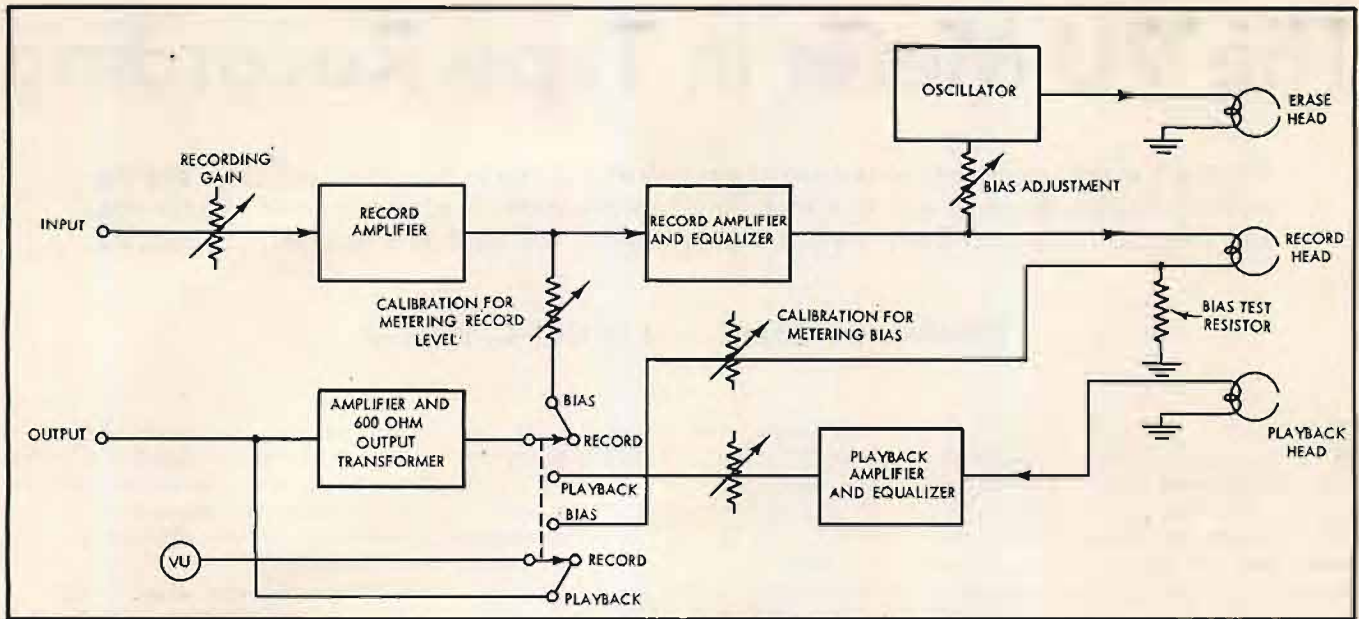 OSCILLATOR
ERASE
HEAD
RECORDING
GAIN
BIAS ADJUSTMENT
INPUT
RECORD
AMPLIFIER
RECORD AMPLIFIER
AND EQUALIZER
RECORD
HEAD
CALIBRATION FOR
METERING RECORD
LEVEL
CALIBRATION FOR
METERING BIAS
BIAS TEST
RESISTOR
OUTPUT
AMPLIFIER AND
600 OHM
OUTPUT
TRANSFORMER
BIAS
RECORD
PLAYBACK
BIAS
RECORD
PLAYBACK
PLAYBACK
AMPLIFIER
AND EQUALIZER
PLAYBACK
HEAD
VU